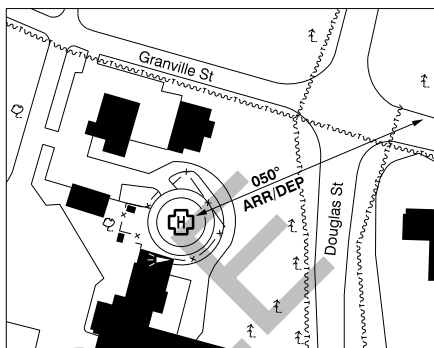 Granville St
050°
ARR/DEP
H
Douglas St